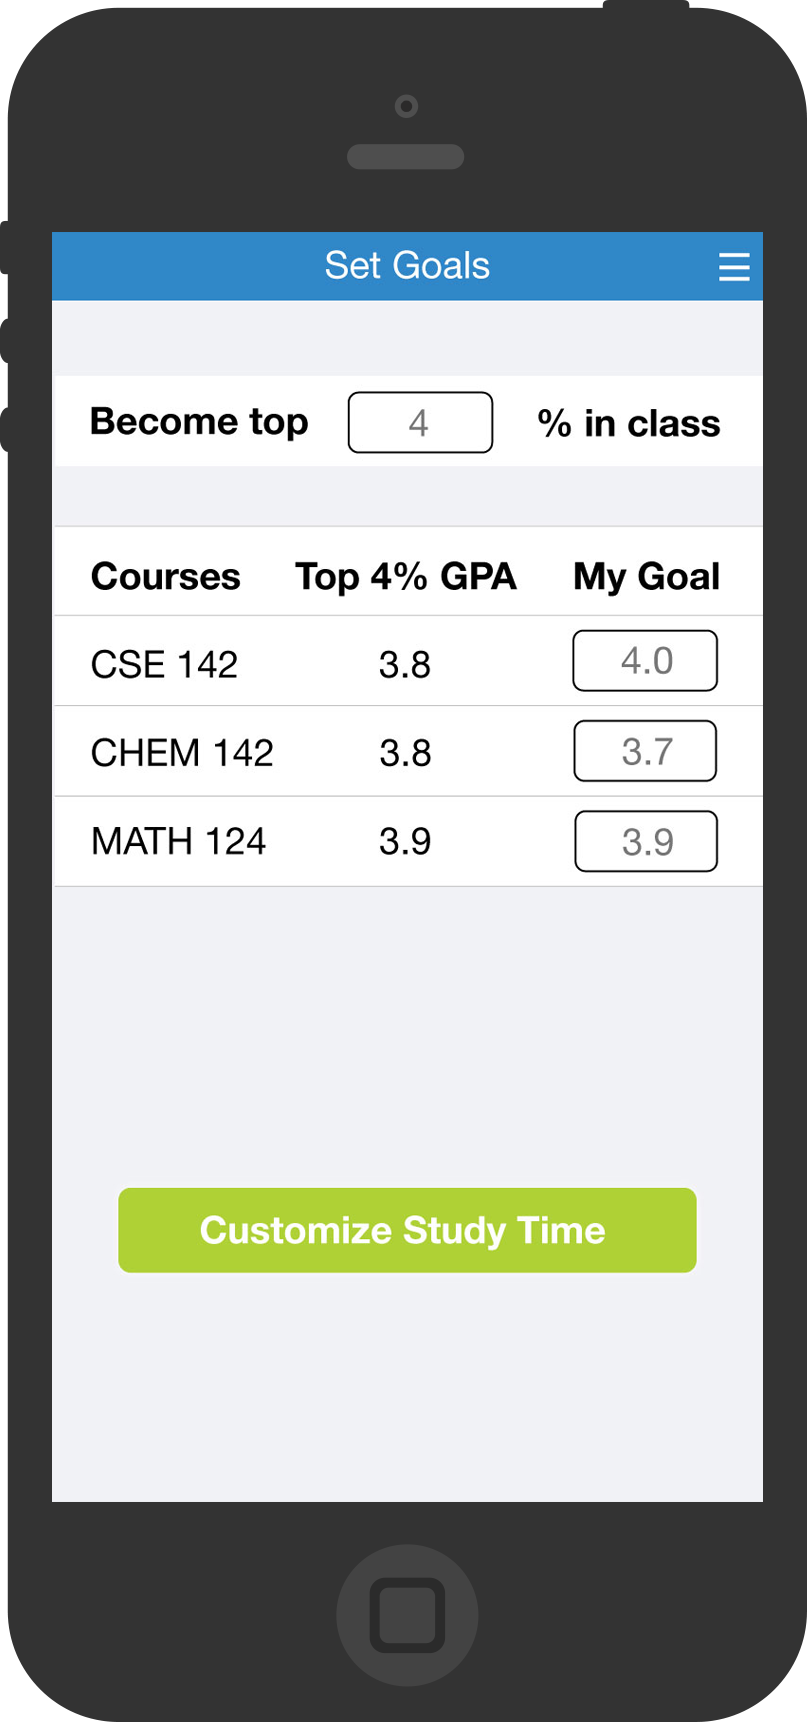 Set Goals
Become top 4 % in class
Courses Top 4% GPA My Goal
CSE 142 3.8 4.0
CHEM 142 3.8 3.7
MATH 124 3.9 3.9
Customize Study Time